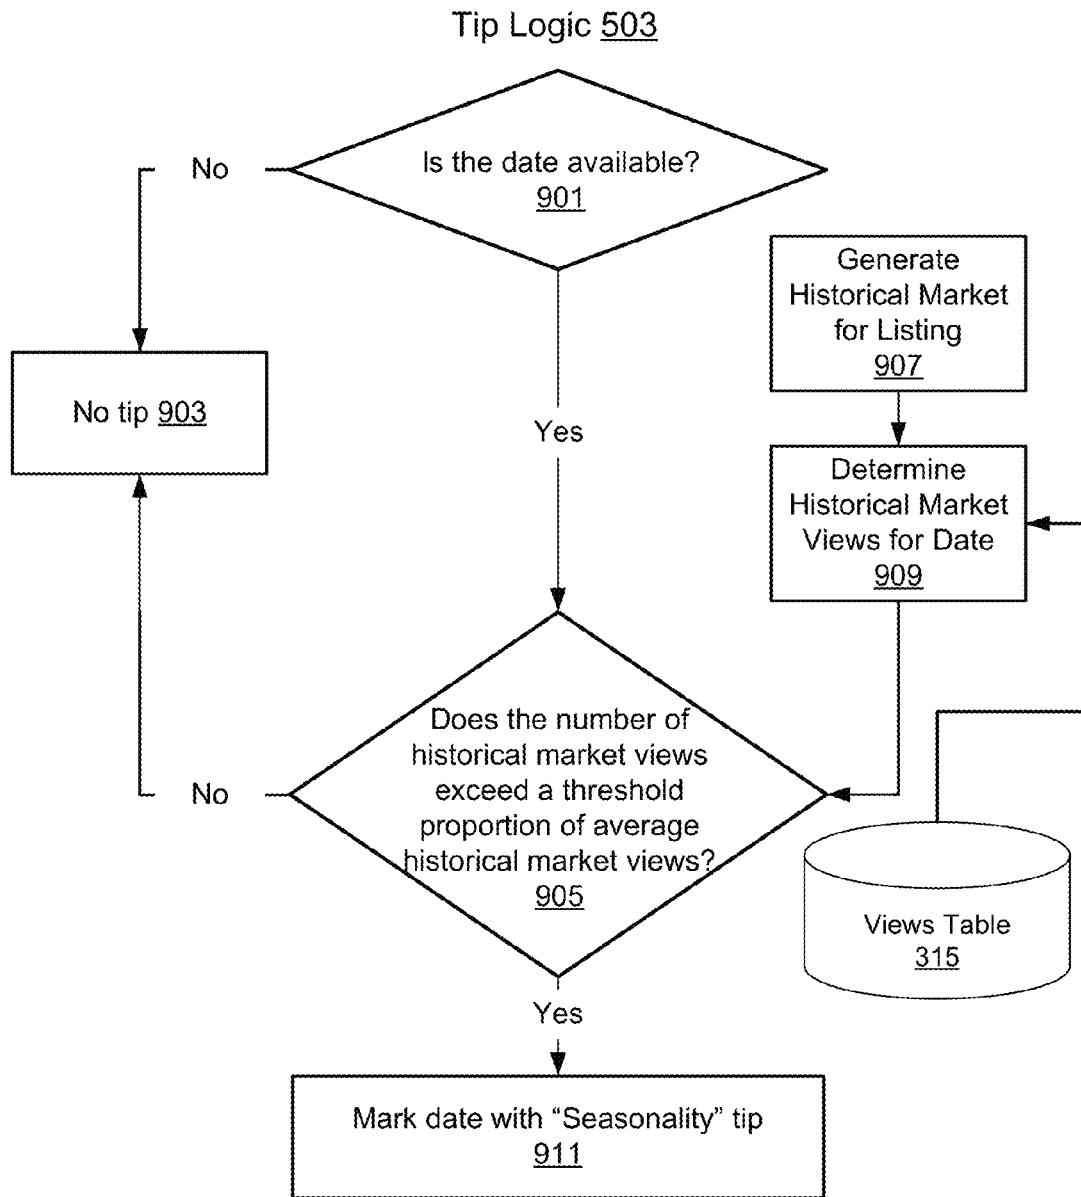 Tip Logic 503
Is the date available?
901
No
Generate
Historical Market
for Listing
907
No tip 903
Yes
Determine
Historical Market
Views for Date
909
Does the number of
historical market views
exceed a threshold
proportion of average
historical market views?
905
No
Views Table
315
Yes
Mark date with “Seasonality” tip
911